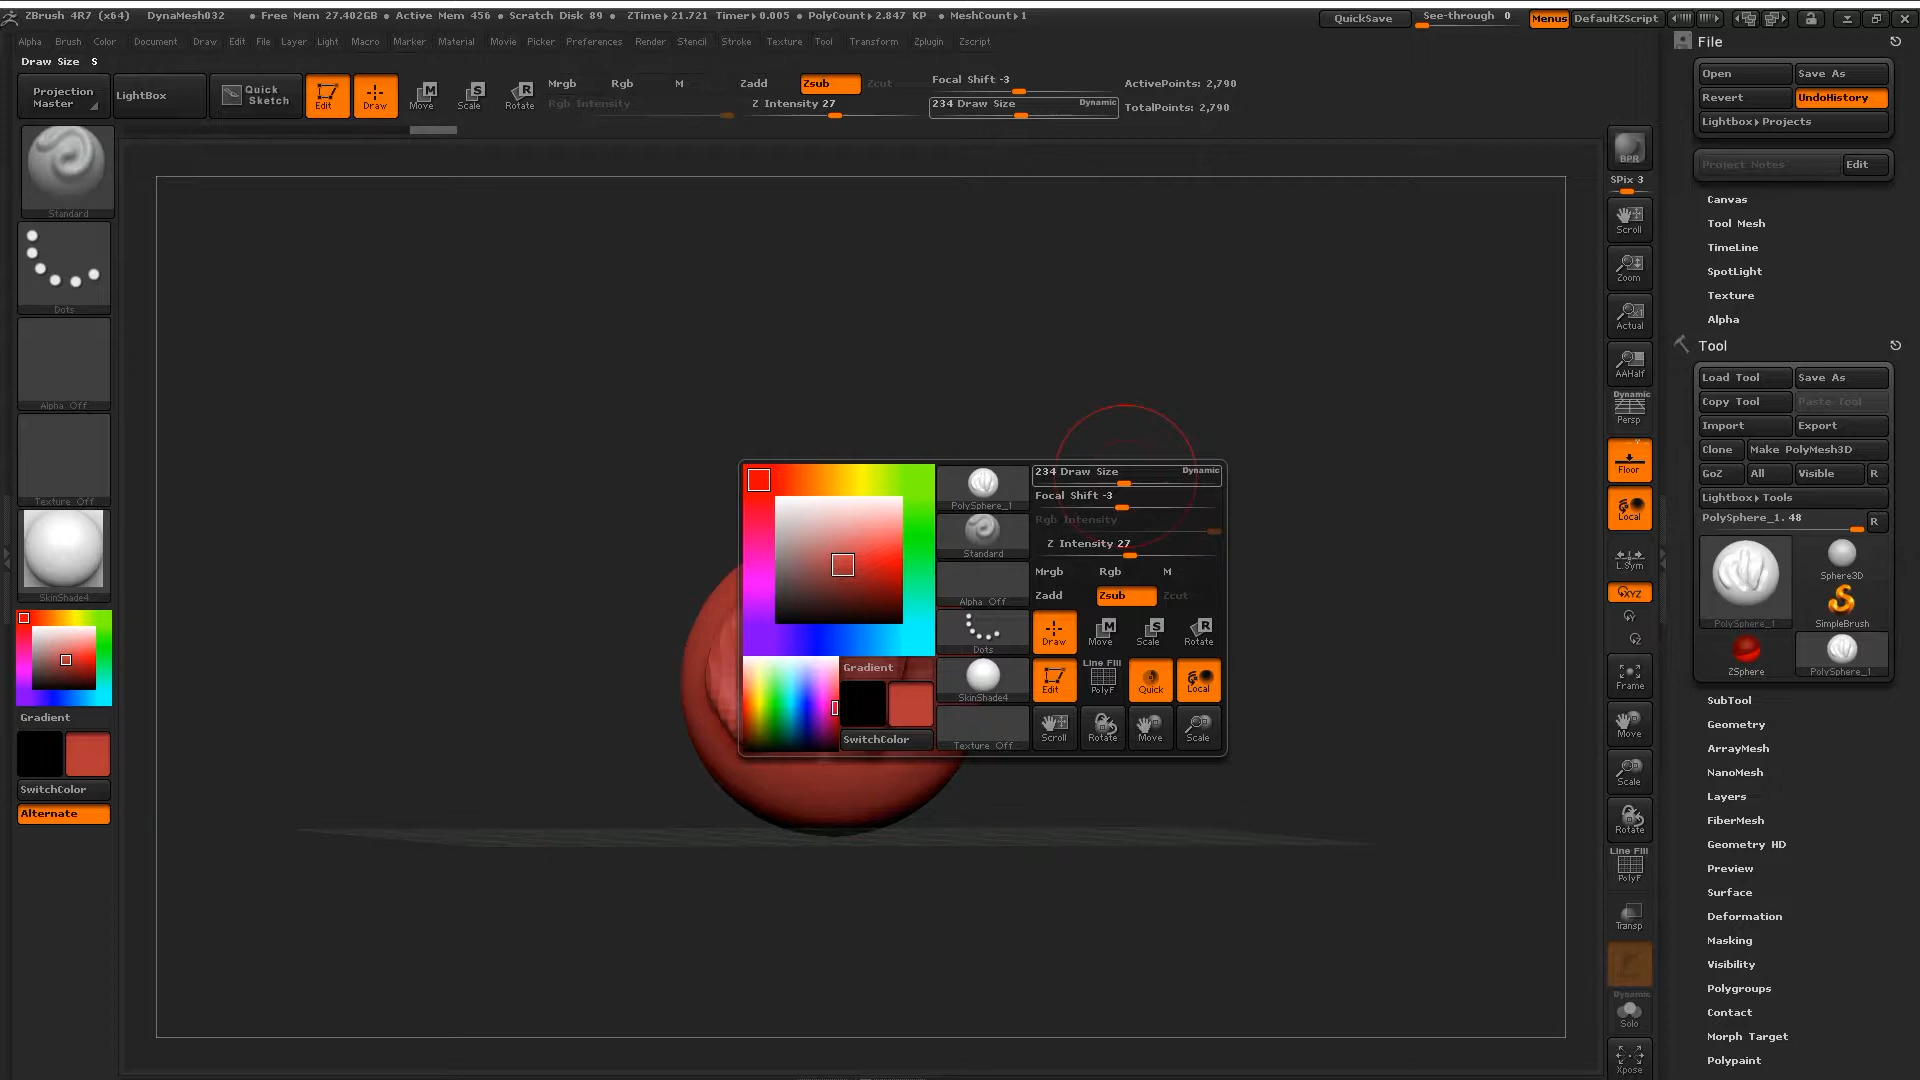 ZBrush 4R7 (x64) DynaMesh032 • Free Mem 27.402GB • Active Mem 456 • Scratch Disk 89 • ZTime▸21.721 Timer▸0.005 • PolyCount▸2.847 KP • MeshCount▸1 QuickSave See-through 0 Menus DefaultZScript
Alpha Brush Color Document Draw Edit File Layer Light Macro Marker Material Movie Picker Preferences Render Stencil Stroke Texture Tool Transform Zplugin Zscript
Draw Size S
Projection Master
LightBox
Quick Sketch
Edit
Draw
Move
Scale
Rotate
Mrgb Rgb M
Rgb Intensity
Zadd Zsub Zcut
Z Intensity 27
Focal Shift -3
234 Draw Size Dynamic
ActivePoints: 2,790
TotalPoints: 2,790
Standard
Dots
Alpha Off
Texture Off
SkinShade4
Gradient
SwitchColor
Alternate
Gradient
SwitchColor
PolySphere_1
Standard
Alpha Off
Dots
SkinShade4
Texture Off
234 Draw Size Dynamic
Focal Shift -3
Rgb Intensity
Z Intensity 27
Mrgb Rgb M
Zadd Zsub Zcut
Draw Move Scale Rotate
Line Fill
Edit PolyF Quick Local
Scroll Rotate Move Scale
BPR
SPix 3
Scroll
Zoom
Actual
AAHalf
Dynamic
Persp
Floor
Local
L.Sym
XYZ
Frame
Move
Scale
Rotate
Line Fill
PolyF
Transp
Dynamic
Solo
Xpose
File
Open Save As
Revert UndoHistory
Lightbox▸Projects
Project Notes Edit
Canvas
Tool Mesh
TimeLine
SpotLight
Texture
Alpha
Tool
Load Tool Save As
Copy Tool Paste Tool
Import Export
Clone Make PolyMesh3D
GoZ All Visible R
Lightbox▸Tools
PolySphere_1. 48 R
PolySphere_1
Sphere3D
SimpleBrush
ZSphere
PolySphere_1
SubTool
Geometry
ArrayMesh
NanoMesh
Layers
FiberMesh
Geometry HD
Preview
Surface
Deformation
Masking
Visibility
Polygroups
Contact
Morph Target
Polypaint